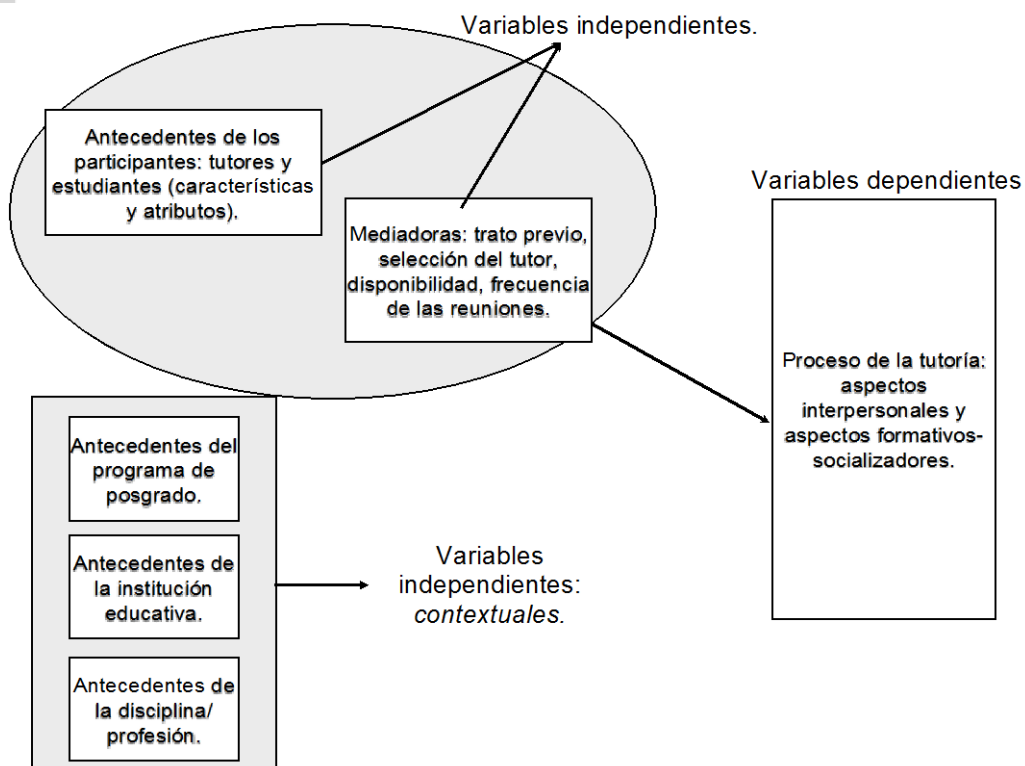 Variables independientes.
Antecedentes de los
participantes: tutores y
estudiantes (características
y atributos).
Mediadoras: trato previo,
selección del tutor,
disponibilidad, frecuencia
de las reuniones.
Variables dependientes
Proceso de la tutoría:
aspectos
interpersonales y
aspectos formativos-
socializadores.
Antecedentes del
programa de
posgrado.
Antecedentes de
la institución
educativa.
Antecedentes de
la disciplina/
profesión.
Variables
independientes:
contextuales.